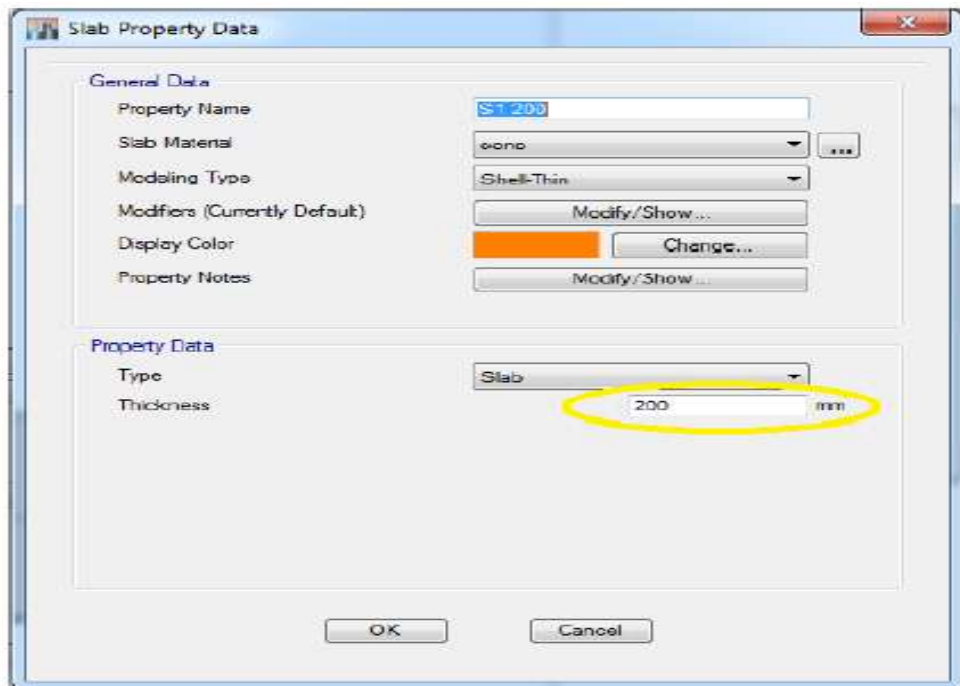 Slab Property Data
General Data
Property Name S1 200
Slab Material conc ...
Modeling Type Shell-Thin
Modifiers (Currently Default) Modify/Show...
Display Color Change...
Property Notes Modify/Show...
Property Data
Type Slab
Thickness 200 mm
OK Cancel